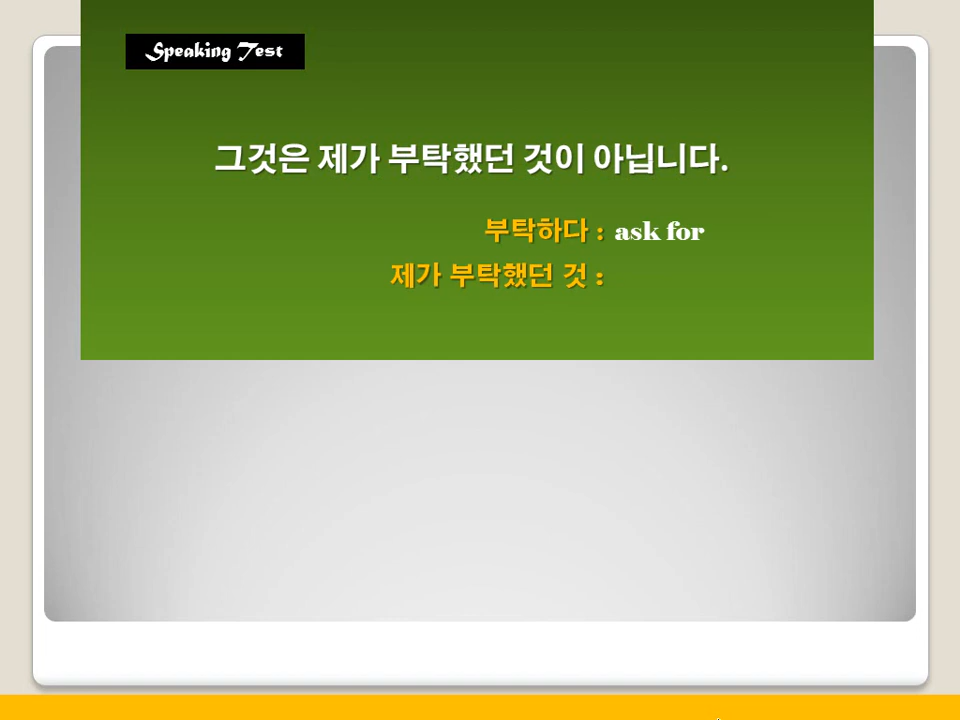 Speaking Test
그것은 제가 부탁했던 것이 아닙니다.
부탁하다 : ask for
제가 부탁했던 것 :